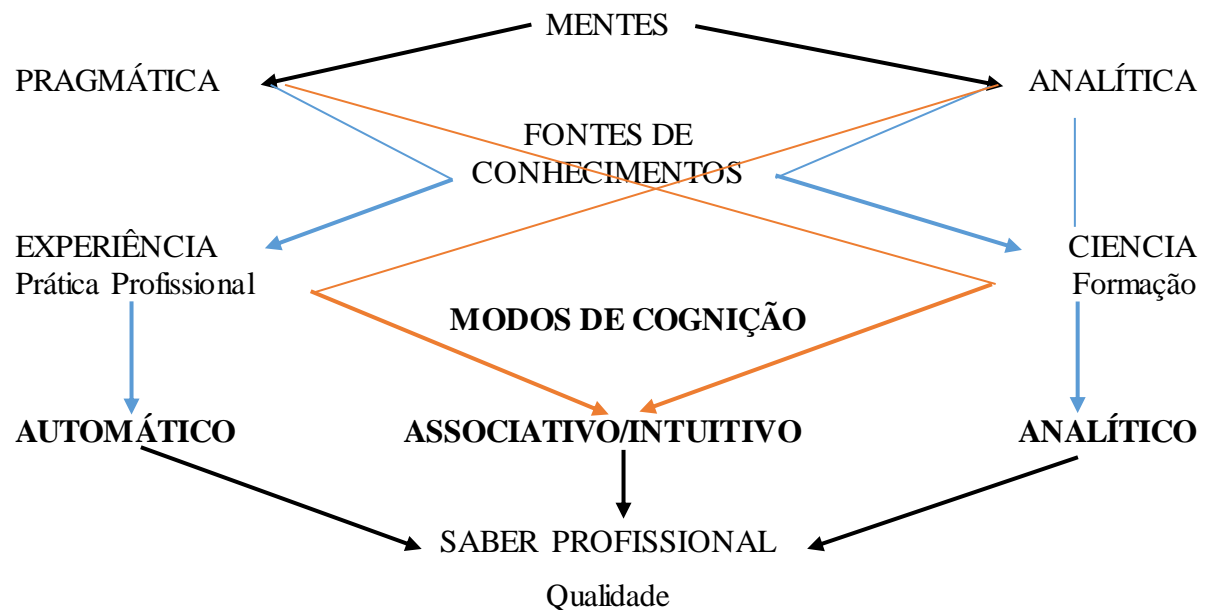 MENTES
PRAGMÁTICA
ANALÍTICA
FONTES DE
CONHECIMENTOS
EXPERIÊNCIA
CIENCIA
Prática Profissional
Formação
MODOS DE COGNIÇÃO
AUTOMÁTICO
ASSOCIATIVO/INTUITIVO
ANALÍTICO
SABER PROFISSIONAL
Qualidade